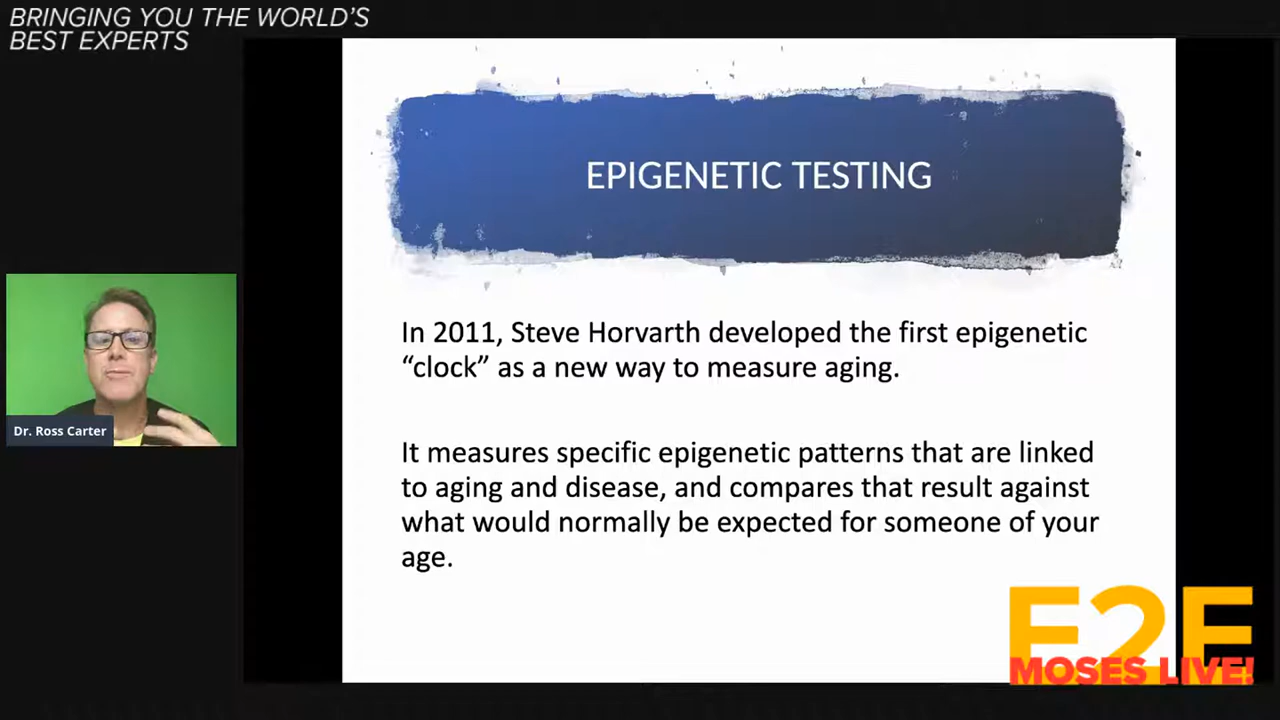 BRINGING YOU THE WORLD'S
BEST EXPERTS
EPIGENETIC TESTING
In 2011, Steve Horvarth developed the first epigenetic
“clock” as a new way to measure aging.
It measures specific epigenetic patterns that are linked
to aging and disease, and compares that result against
what would normally be expected for someone of your
age.
Dr. Ross Carter
E2E
MOSES LIVE!